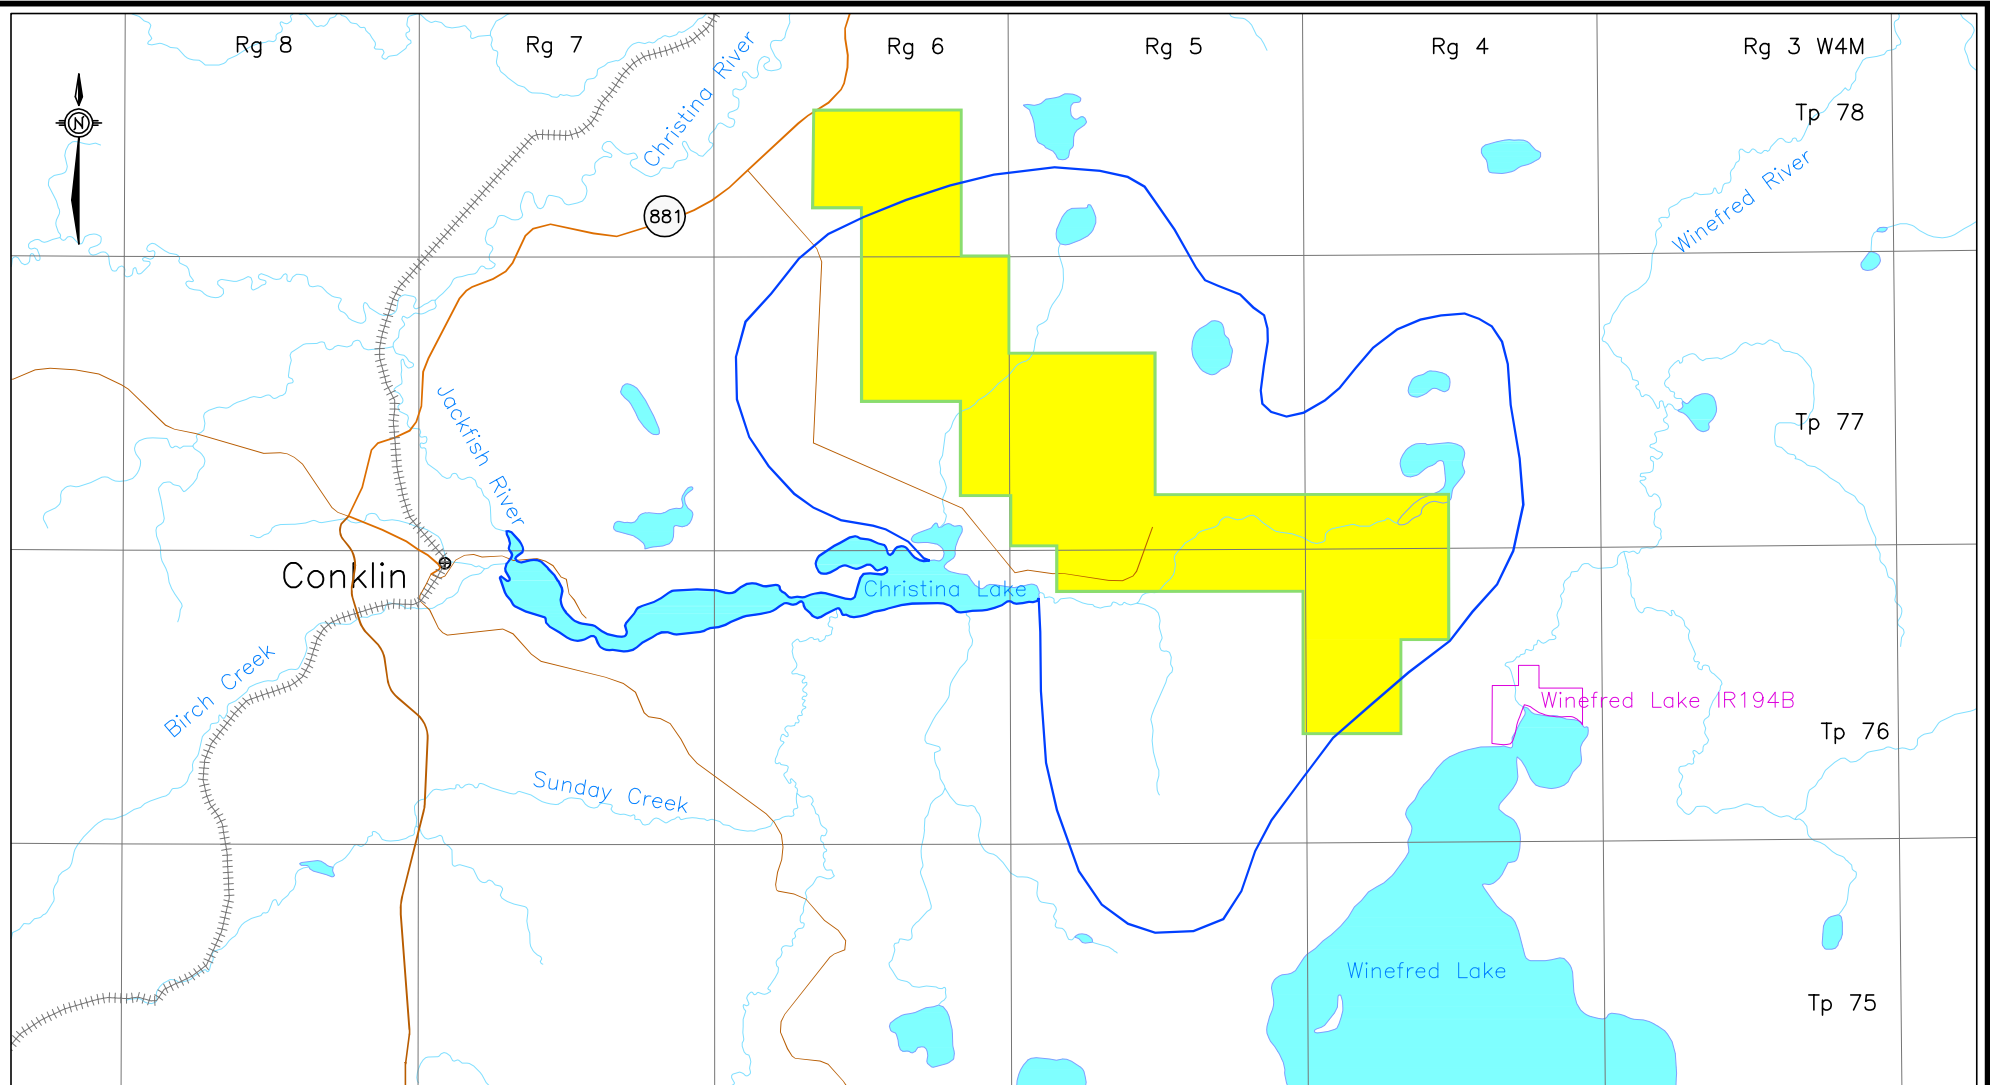 Rg 8
Rg 7
Rg 6
Rg 5
Rg 4
Rg 3 W4M
Christina River
Tp 78
N
Winefred River
881
Jackfish River
Tp 77
Conklin
Christina Lake
Birch Creek
Winefred Lake IR194B
Tp 76
Sunday Creek
Winefred Lake
Tp 75